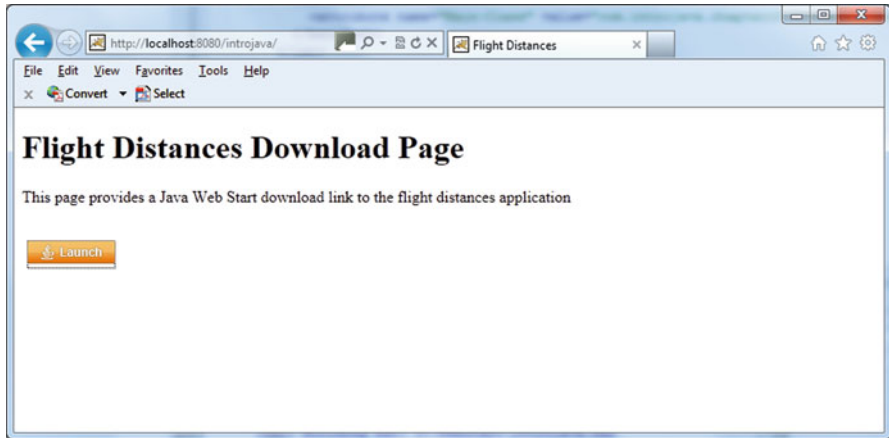 http://localhost:8080/introjava/
Flight Distances
File Edit View Favorites Tools Help
x Convert Select
Flight Distances Download Page
This page provides a Java Web Start download link to the flight distances application
Launch